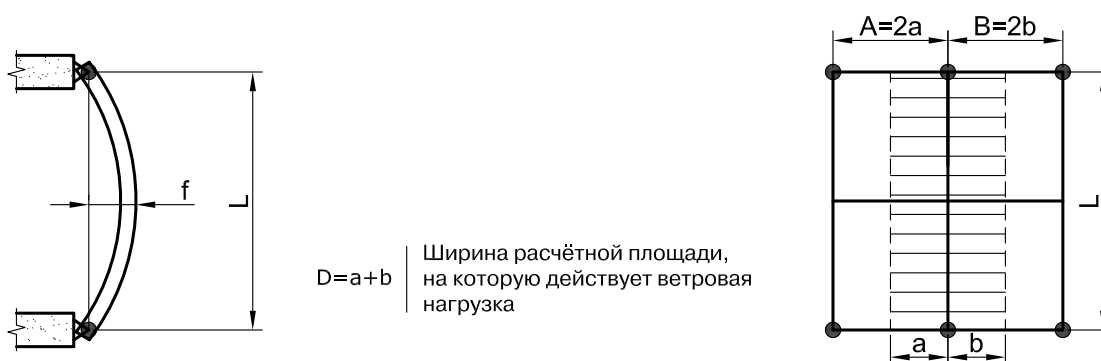 A=2a
B=2b
f
L
D=a+b
Ширина расчётной площади,
на которую действует ветровая
нагрузка
L
a
b